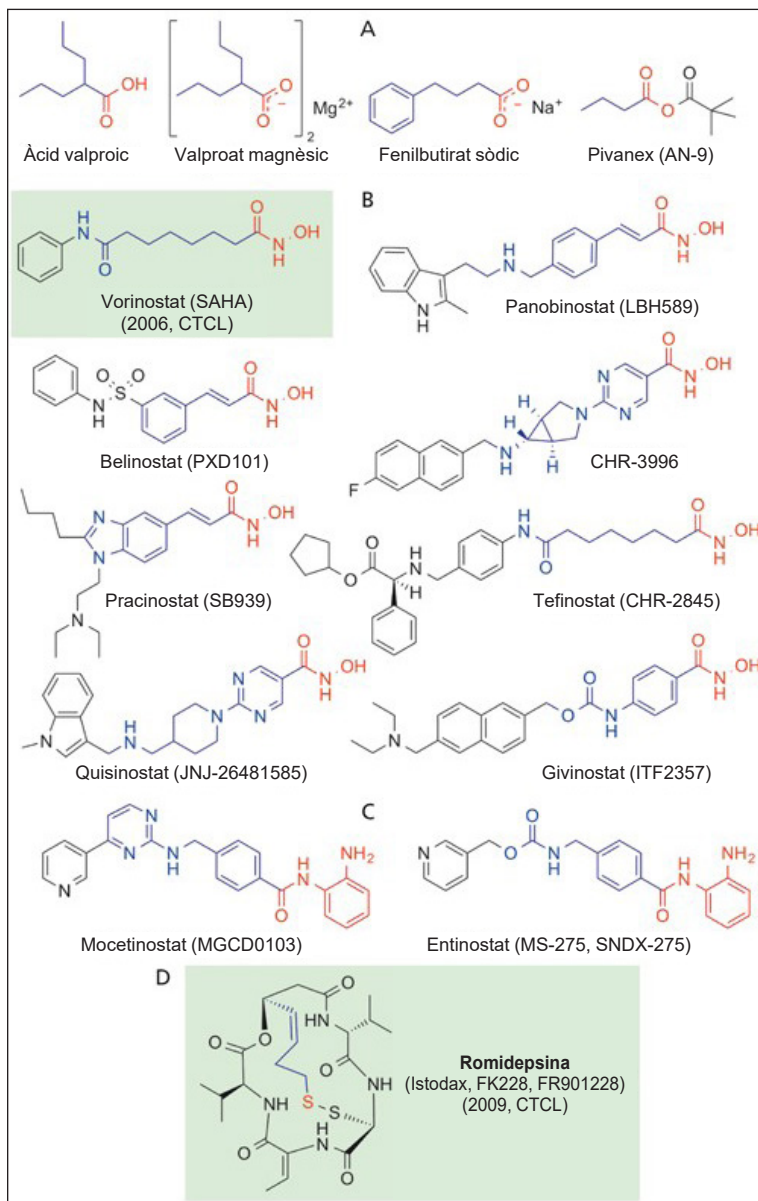 A
Àcid valproic
Valproat magnèsic
Fenilbutirat sòdic
Pivanex (AN-9)
B
Vorinostat (SAHA)
(2006, CTCL)
Panobinostat (LBH589)
Belinostat (PXD101)
CHR-3996
Pracinostat (SB939)
Tefinostat (CHR-2845)
Quisinostat (JNJ-26481585)
Givinostat (ITF2357)
C
Mocetinostat (MGCD0103)
Entinostat (MS-275, SNDX-275)
D
Romidepsina
(Istodax, FK228, FR901228)
(2009, CTCL)